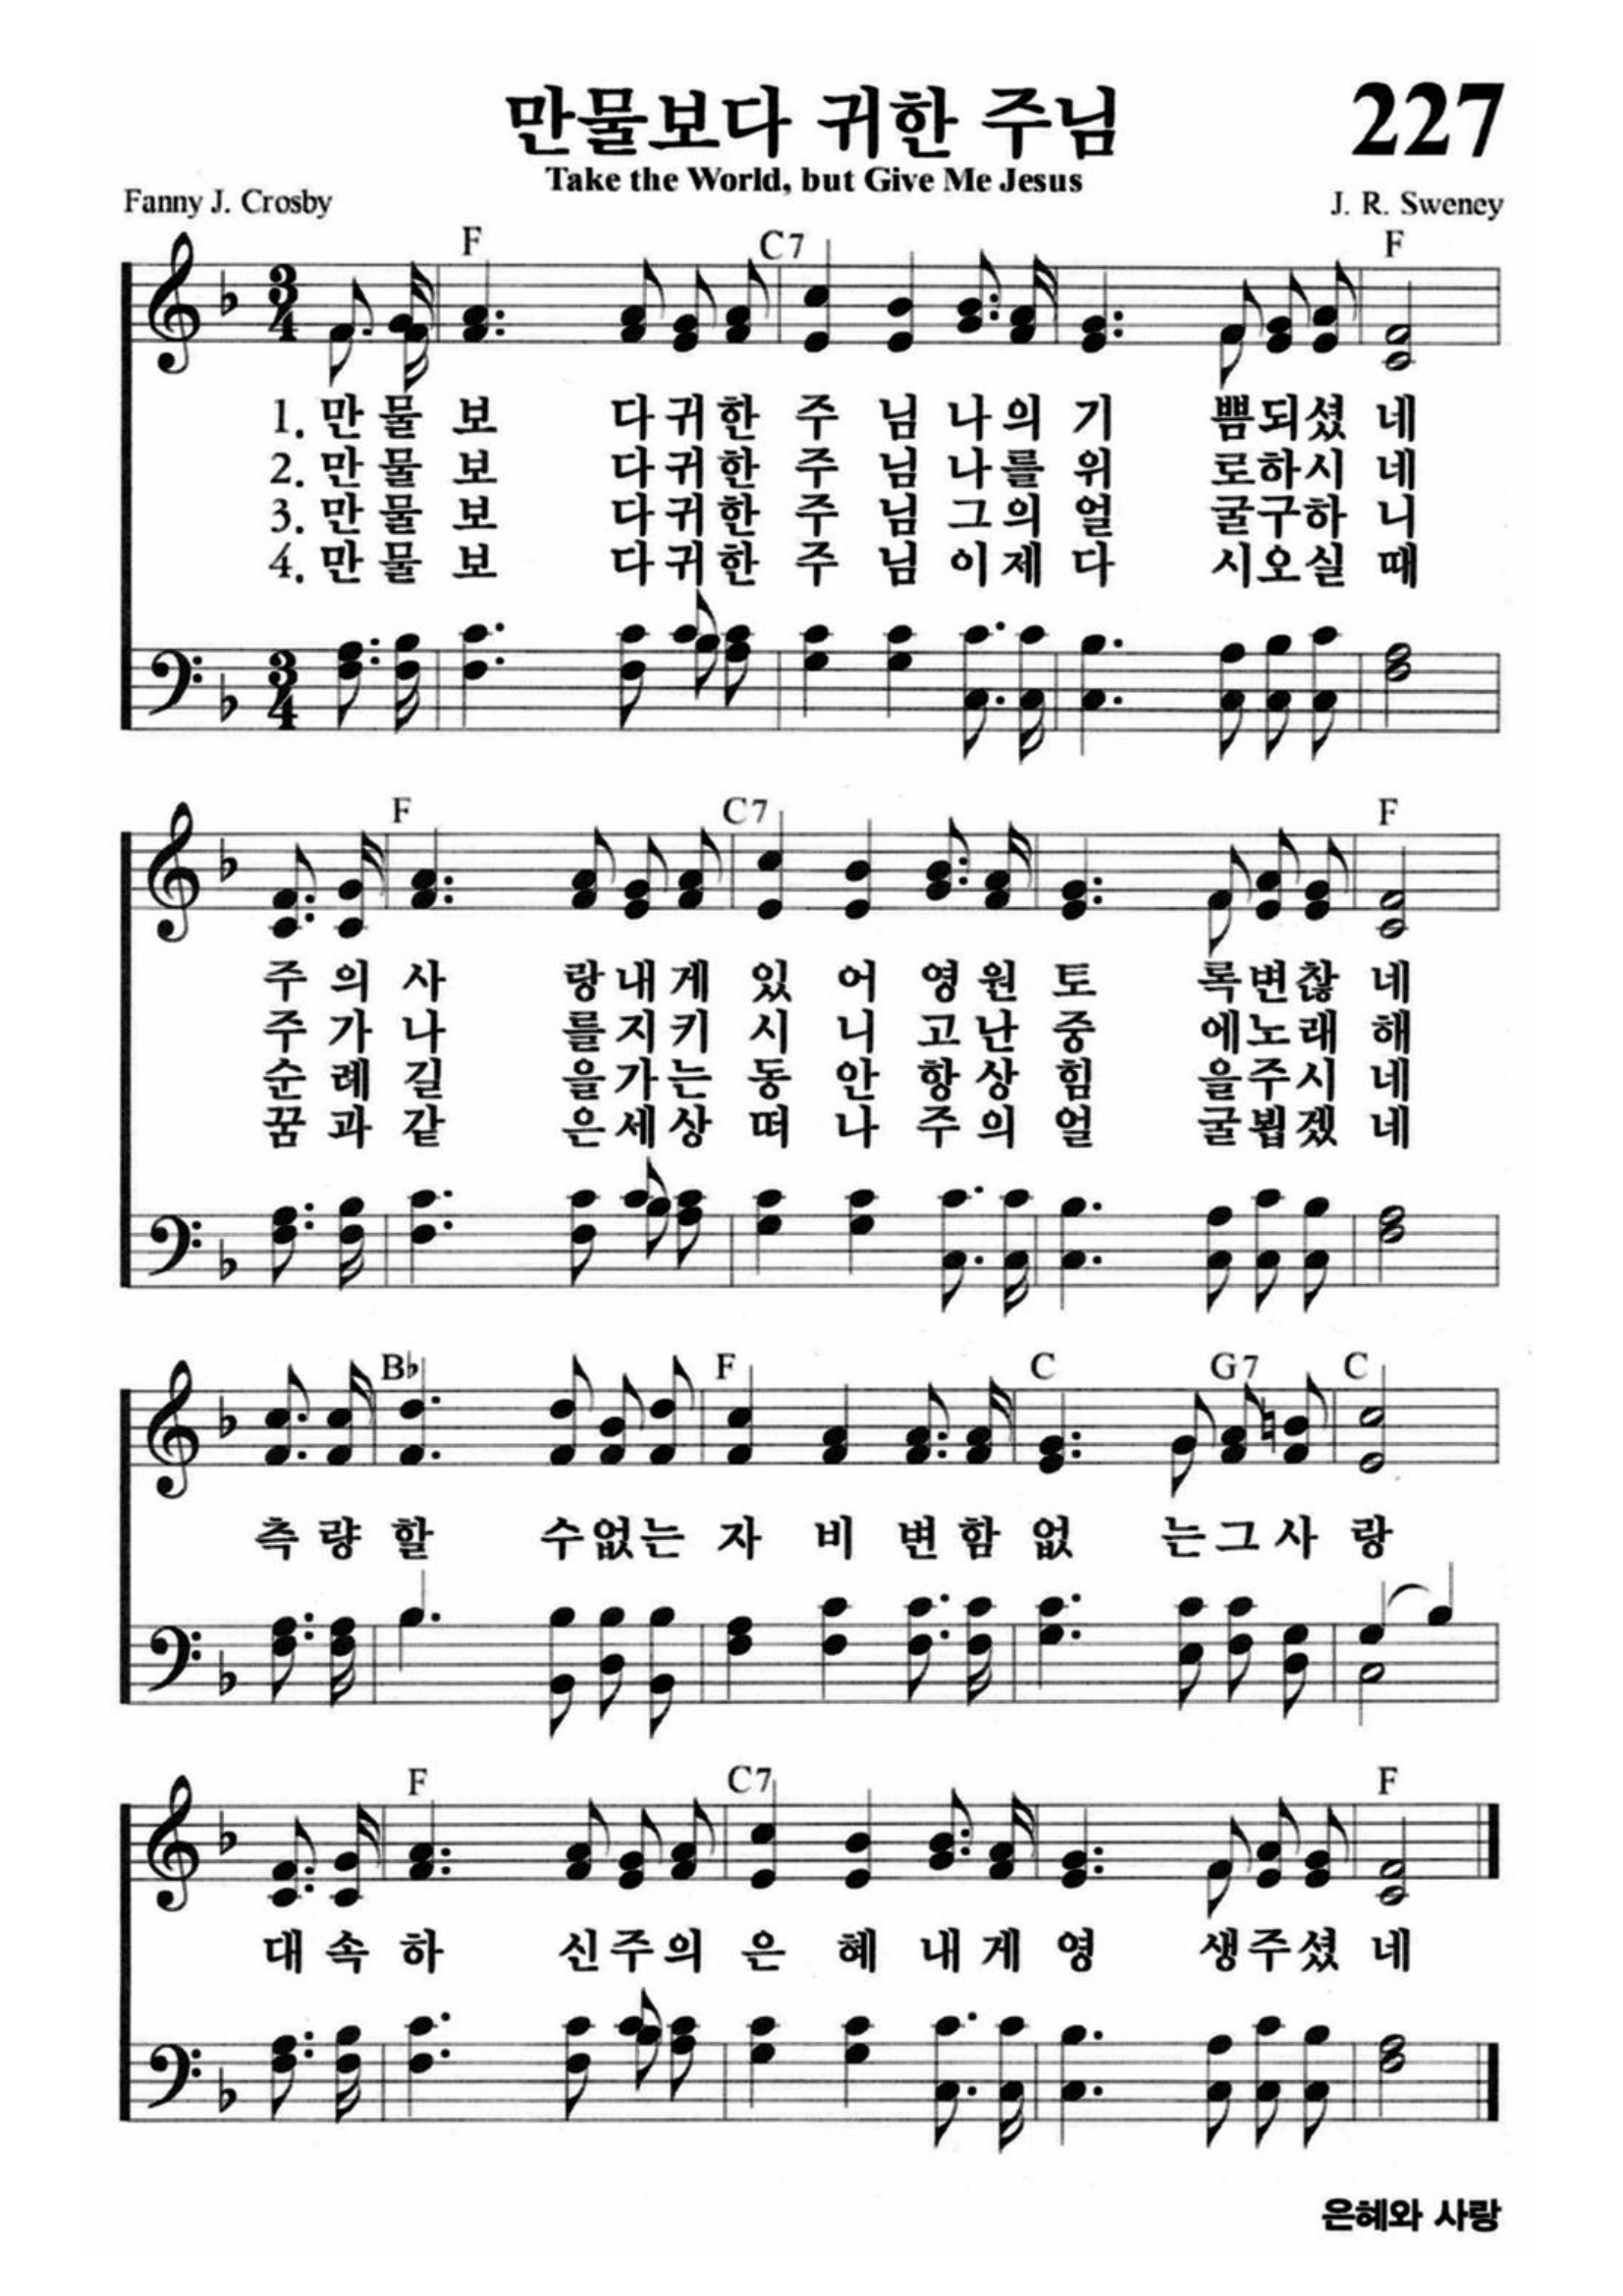 만물보다 귀한 주님
227
Take the World, but Give Me Jesus
Fanny J. Crosby
J. R. Sweney
F C7 F
1. 만 물 보 다 귀 한 주 님 나 의 기 쁨 되 셨 네
2. 만 물 보 다 귀 한 주 님 나 를 위 로 하 시 네
3. 만 물 보 다 귀 한 주 님 그 의 얼 굴 구 하 니
4. 만 물 보 다 귀 한 주 님 이 제 다 시 오 실 때
F C7 F
주 의 사 랑 내 게 있 어 영 원 토 록 변 찮 네
주 가 나 를 지 키 시 니 고 난 중 에 노 래 해
순 례 길 을 가 는 동 안 항 상 힘 을 주 시 네
꿈 과 같 은 세 상 떠 나 주 의 얼 굴 뵙 겠 네
B♭ F C G7 C
측 량 할 수 없 는 자 비 변 함 없 는 그 사 랑
F C7 F
대 속 하 신 주 의 은 혜 내 게 영 생 주 셨 네
은혜와 사랑